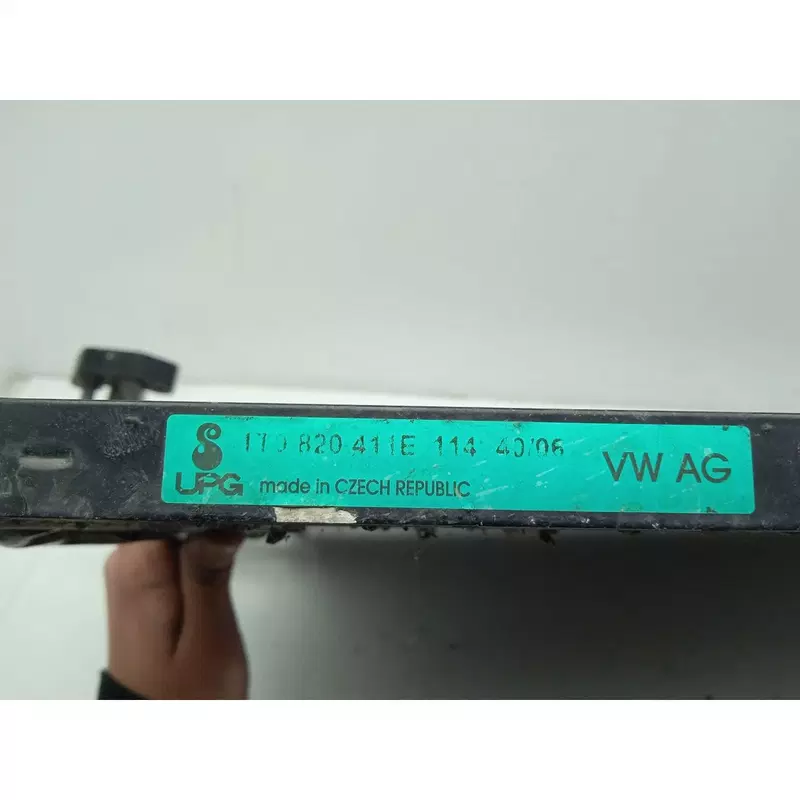 1T0 820 411E 114 40/06
UPG made in CZECH REPUBLIC
VW AG